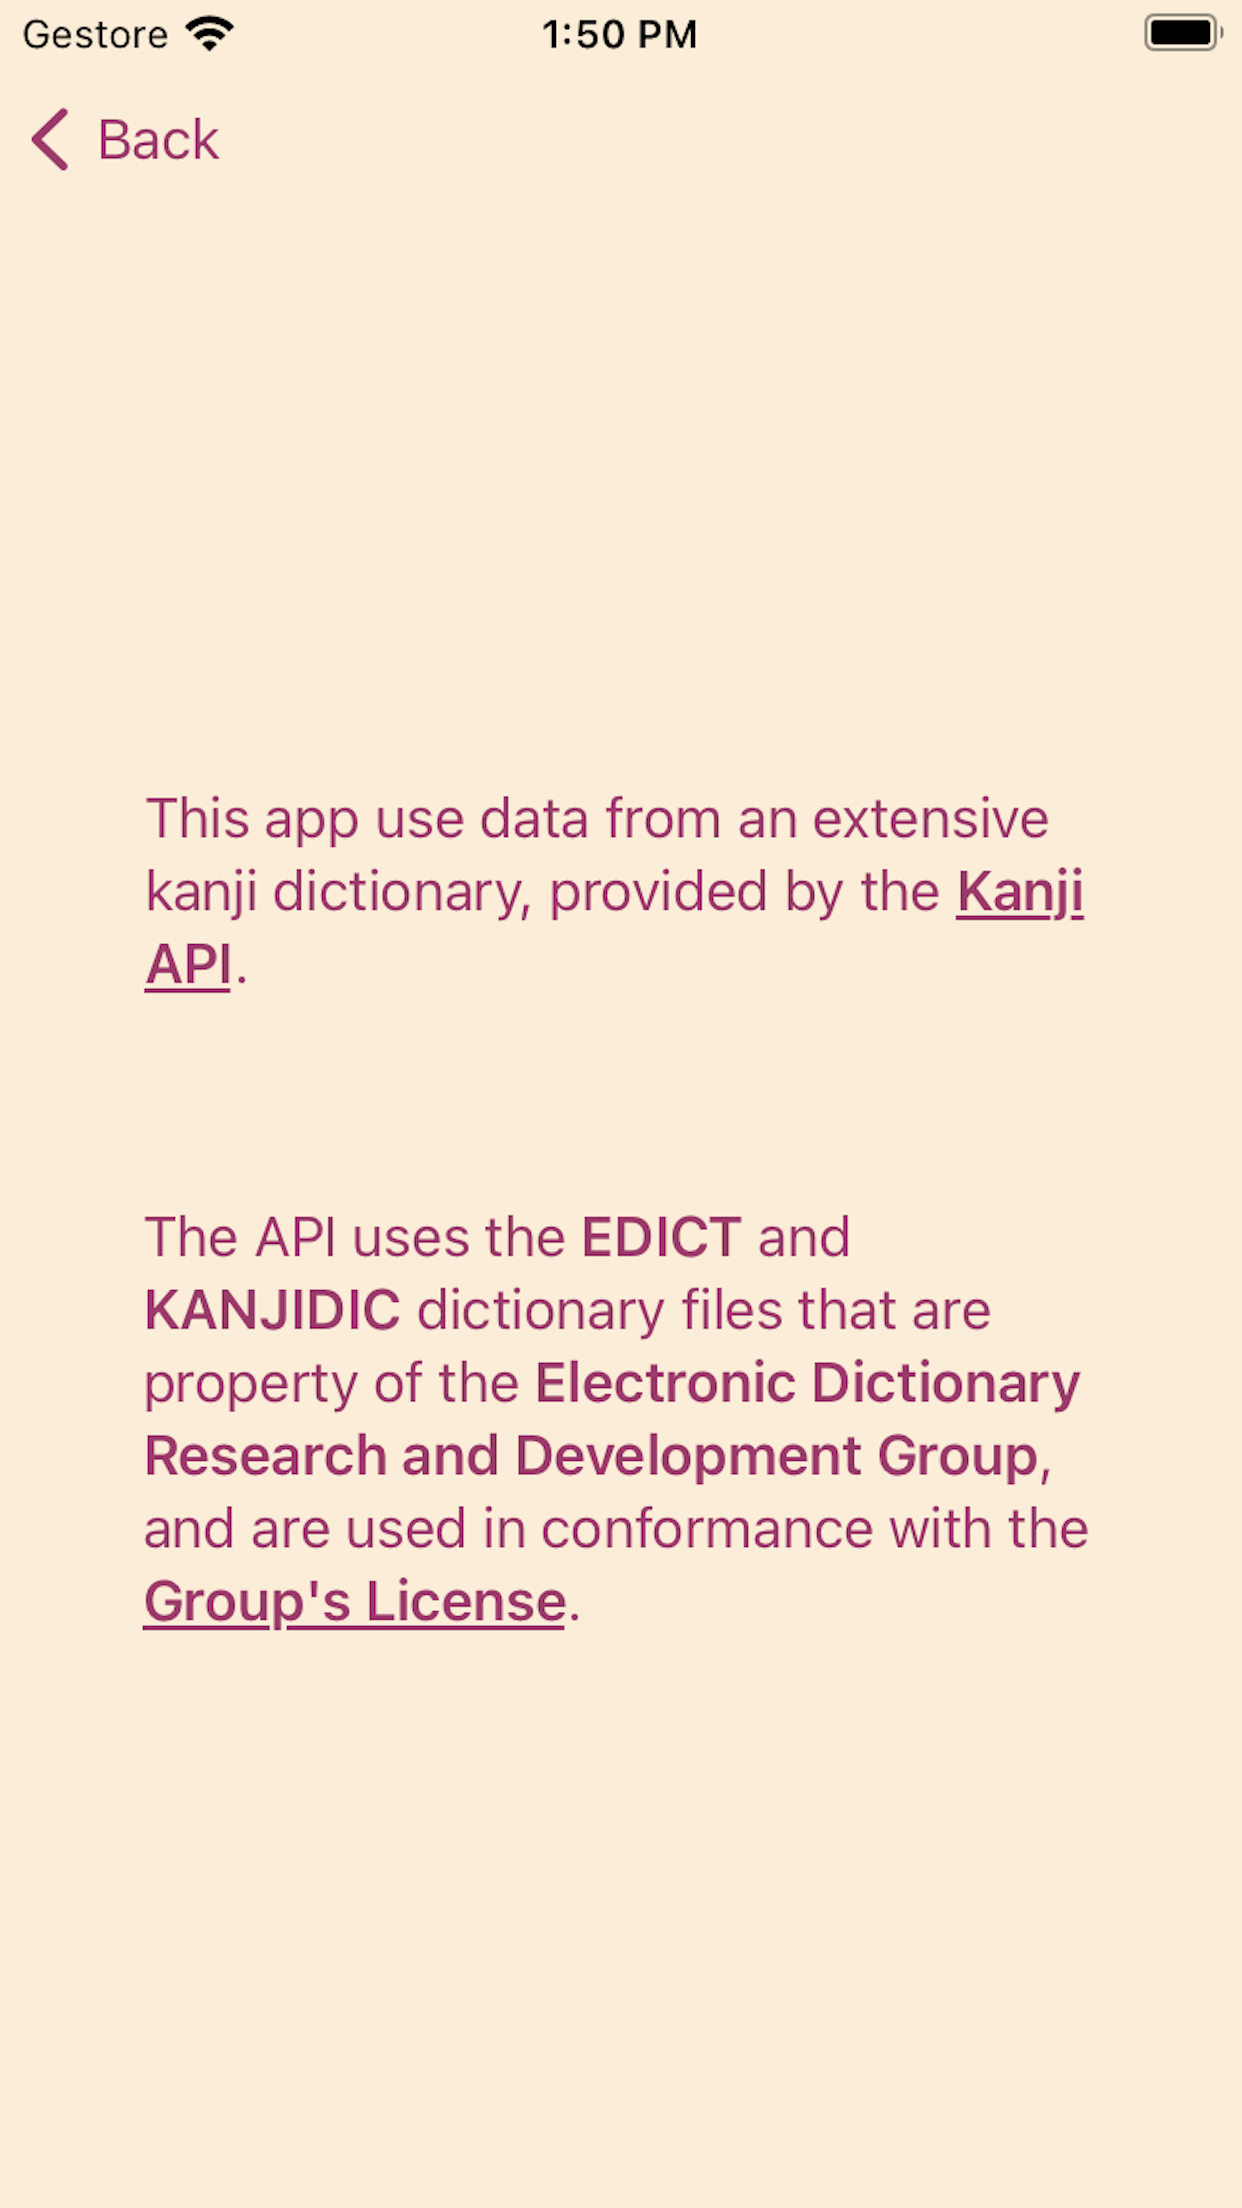 Gestore
1:50 PM
Back
This app use data from an extensive
kanji dictionary, provided by the Kanji
API.
The API uses the EDICT and
KANJIDIC dictionary files that are
property of the Electronic Dictionary
Research and Development Group,
and are used in conformance with the
Group's License.